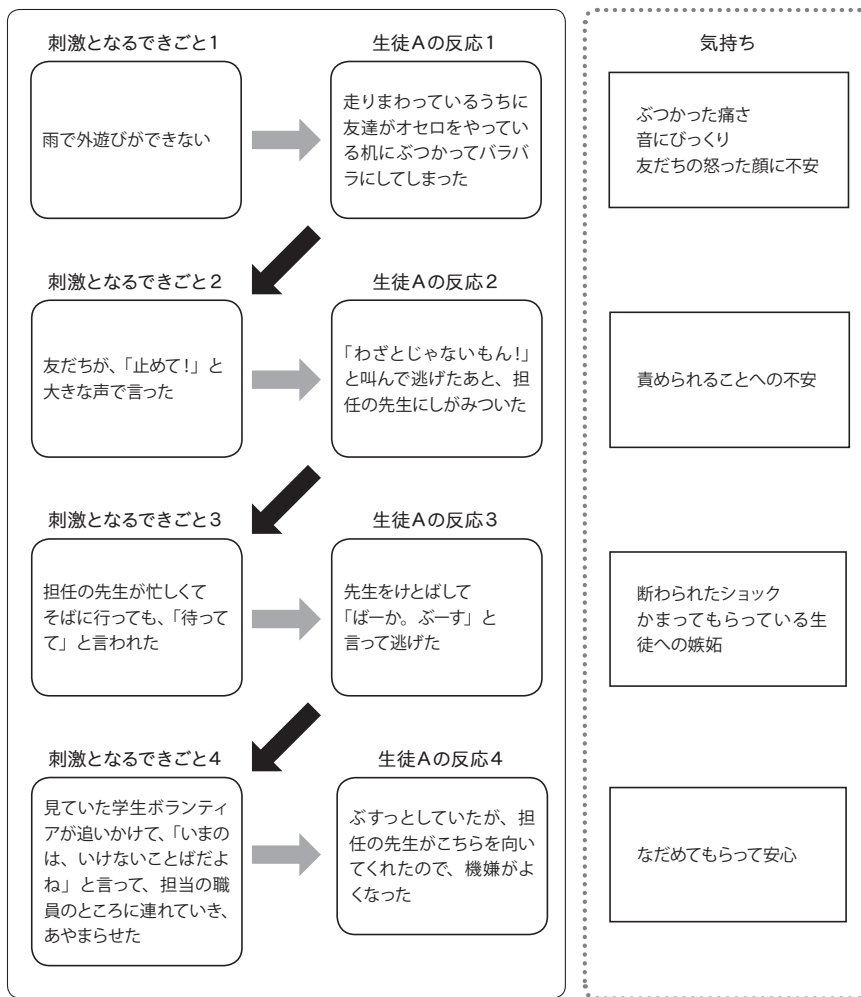 刺激となるできごと1
生徒Aの反応1
気持ち
雨で外遊びができない
走りまわっているうちに
友達がオセロをやってい
る机にぶつかってバラバ
ラにしてしまった
ぶつかった痛さ
音にびっくり
友だちの怒った顔に不安
刺激となるできごと2
生徒Aの反応2
友だちが、「止めて！」と
大きな声で言った
「わざとじゃないもん！」
と叫んで逃げたあと、担
任の先生にしがみついた
責められることへの不安
刺激となるできごと3
生徒Aの反応3
担任の先生が忙しくて
そばに行っても、「待って
て」と言われた
先生をけとばして
「ばーか。ぶーす」と
言って逃げた
断わられたショック
かまってもらっている生
徒への嫉妬
刺激となるできごと4
生徒Aの反応4
見ていた学生ボランティ
アが追いかけて、「いまの
は、いけないことばだよ
ね」と言って、担当の職
員のところに連れていき、
あやまらせた
ぶすっとしていたが、担
任の先生がこちらを向い
てくれたので、機嫌がよ
くなった
なだめてもらって安心